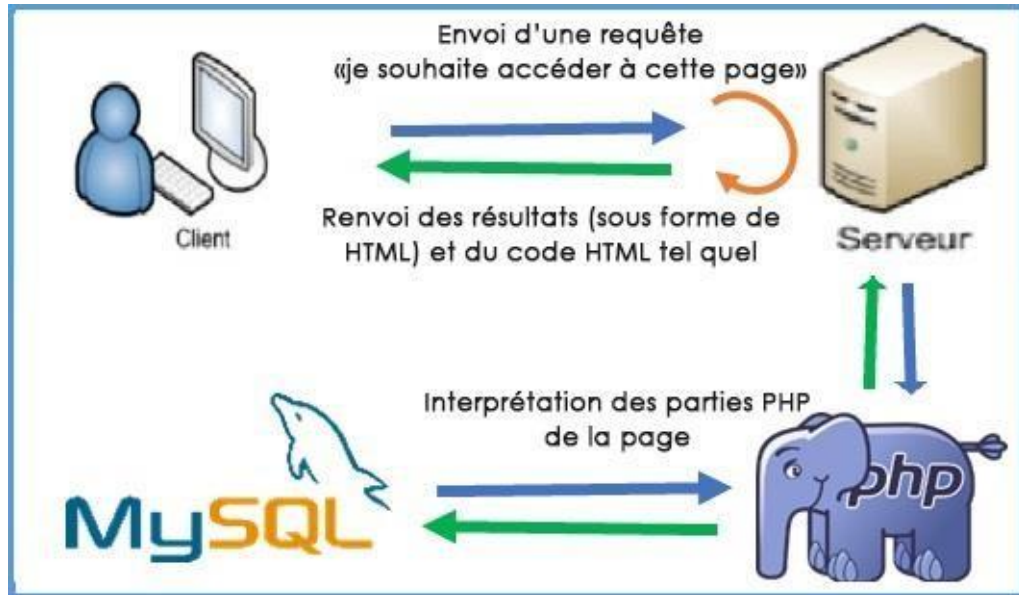 Envoi d'une requête
«je souhaite accéder à cette page»
Client
Renvoi des résultats (sous forme de
HTML) et du code HTML tel quel
Serveur
Interprétation des parties PHP
de la page
MySQL
php